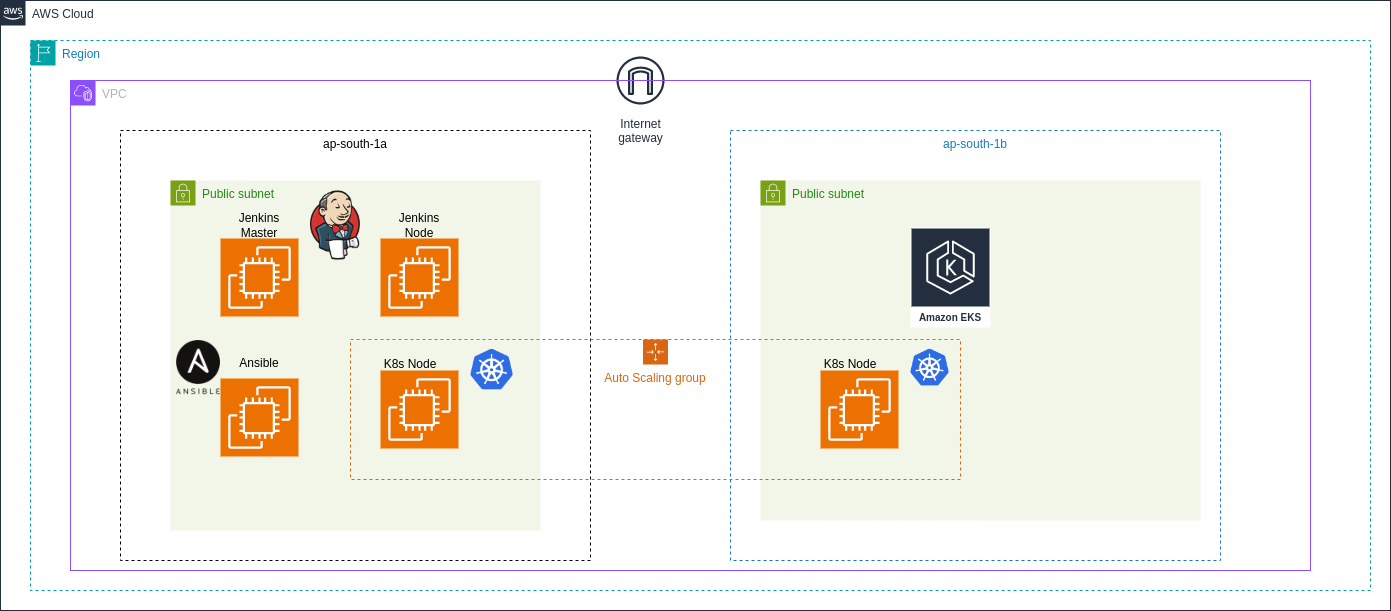 aws
AWS Cloud
Region
VPC
Internet
gateway
ap-south-1a
ap-south-1b
Public subnet
Public subnet
Jenkins
Master
Jenkins
Node
K
Amazon EKS
ANSIBLE
Ansible
K8s Node
Auto Scaling group
K8s Node